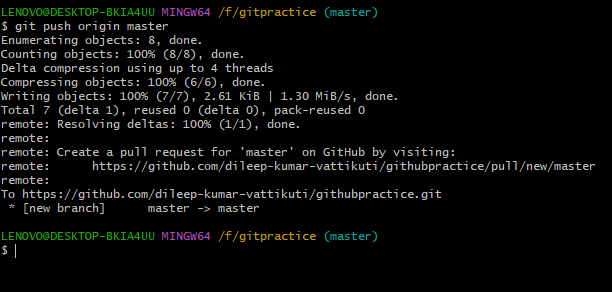 LENOVO@DESKTOP-BKIA4UU MINGW64 /f/gitpractice (master)
$ git push origin master
Enumerating objects: 8, done.
Counting objects: 100% (8/8), done.
Delta compression using up to 4 threads
Compressing objects: 100% (6/6), done.
Writing objects: 100% (7/7), 2.61 KiB | 1.30 MiB/s, done.
Total 7 (delta 1), reused 0 (delta 0), pack-reused 0
remote: Resolving deltas: 100% (1/1), done.
remote:
remote: Create a pull request for 'master' on GitHub by visiting:
remote:      https://github.com/dileep-kumar-vattikuti/githubpractice/pull/new/master
remote:
To https://github.com/dileep-kumar-vattikuti/githubpractice.git
 * [new branch]      master -> master
LENOVO@DESKTOP-BKIA4UU MINGW64 /f/gitpractice (master)
$